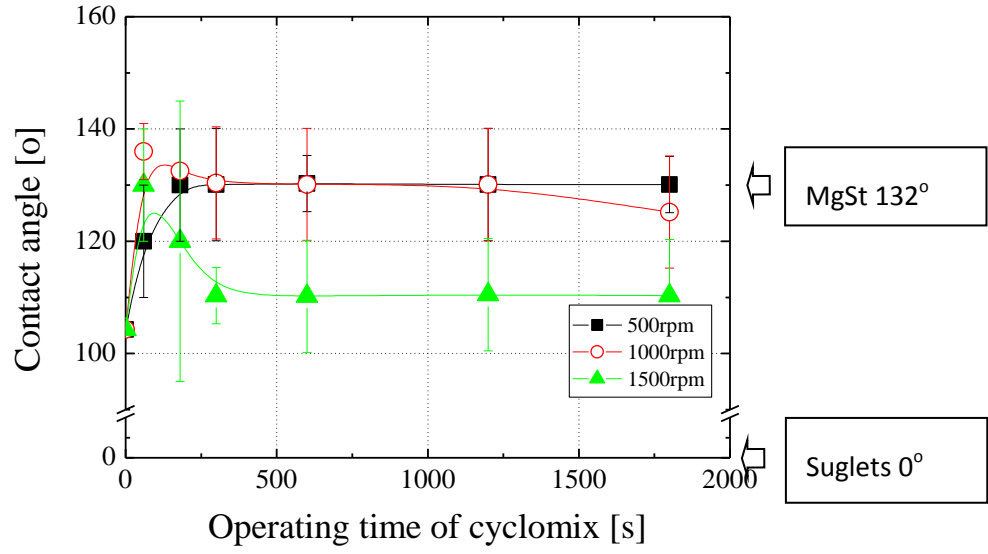 160
140
120
100
0
Contact angle [o]
0
500
1000
1500
2000
Operating time of cyclomix [s]
500rpm
1000rpm
1500rpm
MgSt 132°
Suglets 0°